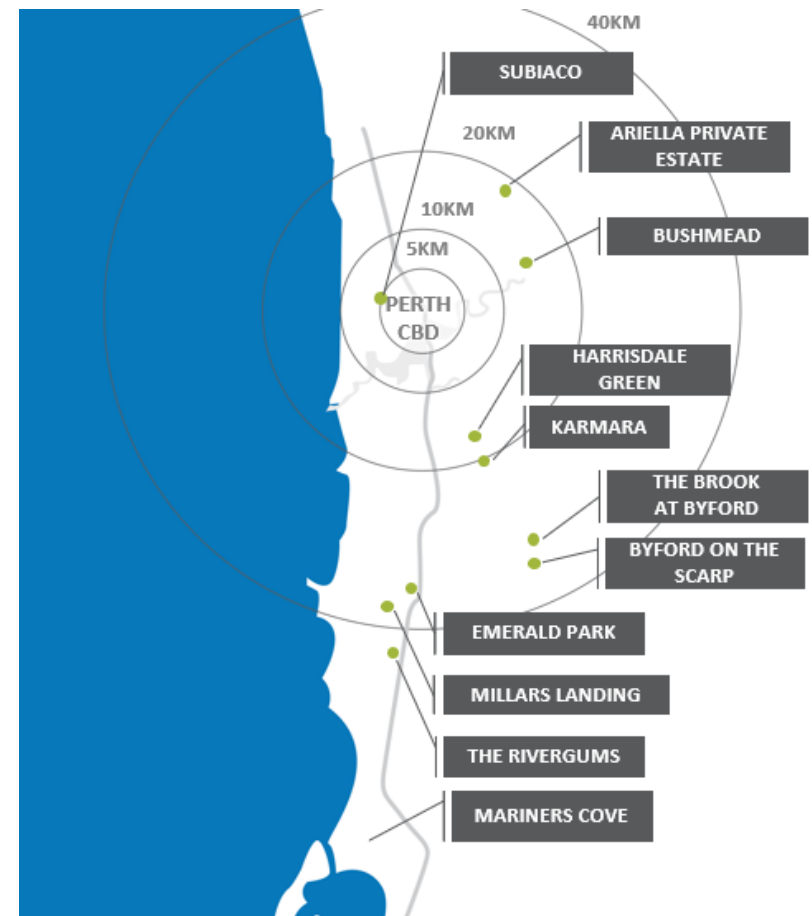 40KM
SUBIACO
20KM
ARIELLA PRIVATE
ESTATE
10KM
BUSHMEAD
5KM
PERTH
CBD
HARRISDALE
GREEN
KARMARA
THE BROOK
AT BYFORD
BYFORD ON THE
SCARP
EMERALD PARK
MILLARS LANDING
THE RIVERGUMS
MARINERS COVE